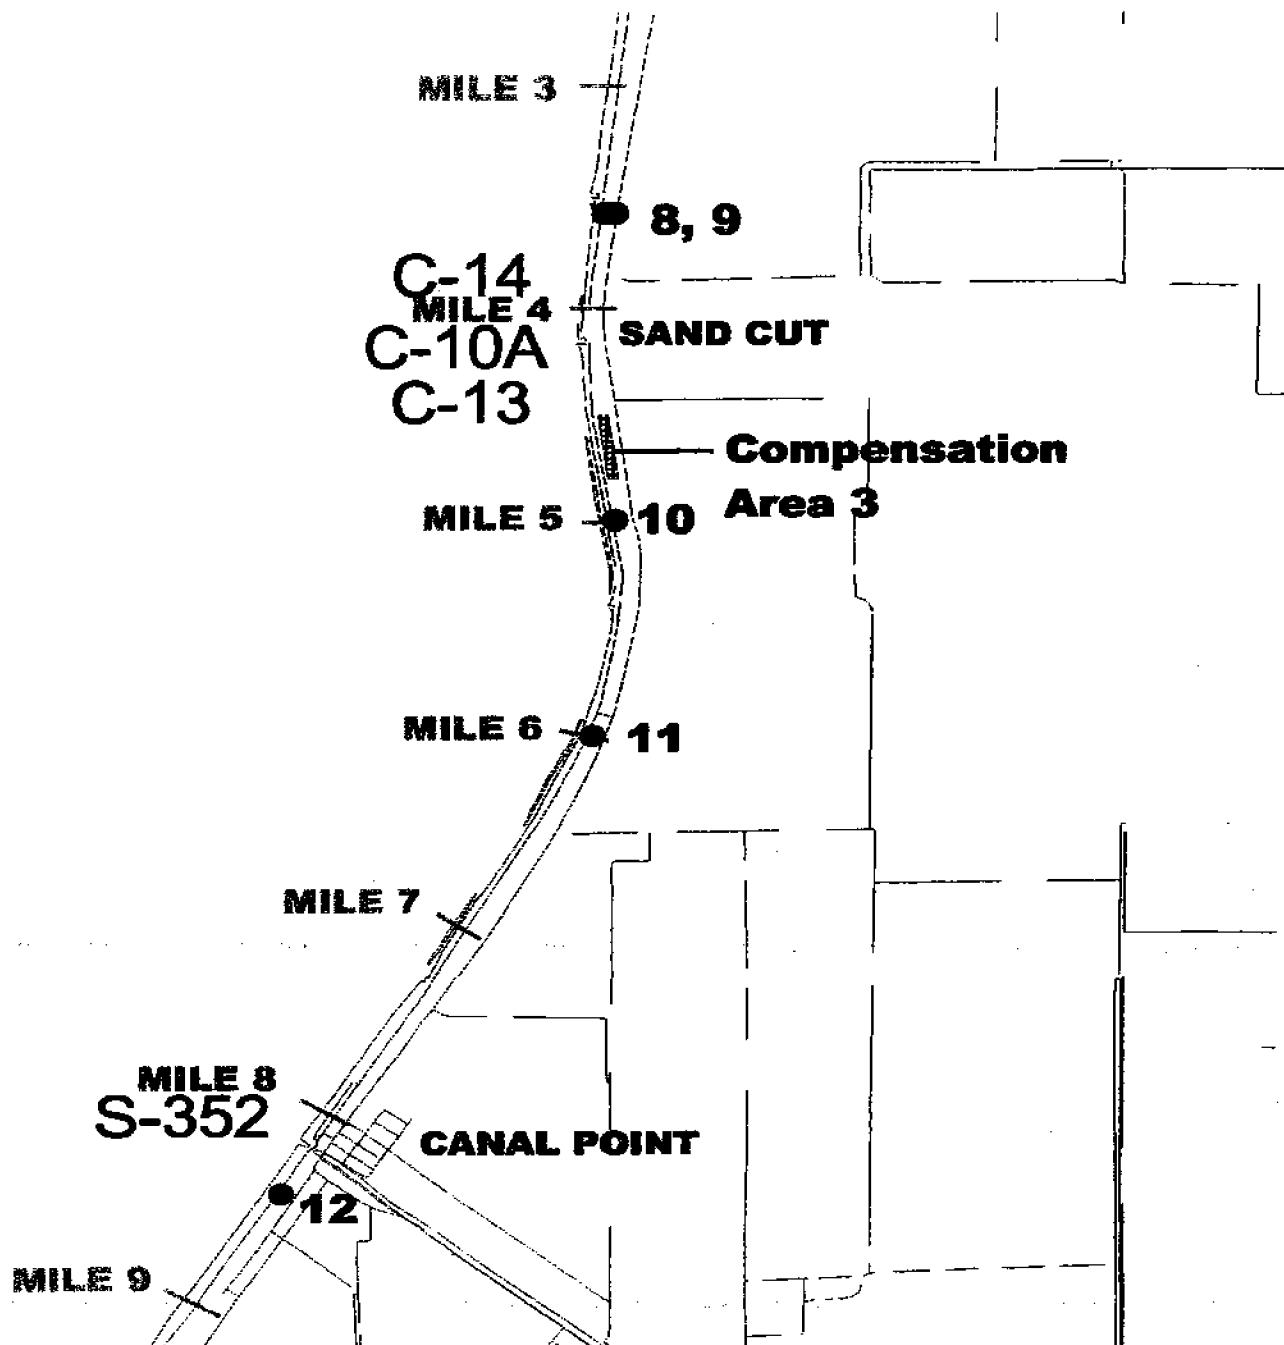 MILE 3
8, 9
C-14
MILE 4
SAND CUT
C-10A
C-13
Compensation
Area 3
MILE 5
10
MILE 6
11
MILE 7
MILE 8
S-352
CANAL POINT
12
MILE 9